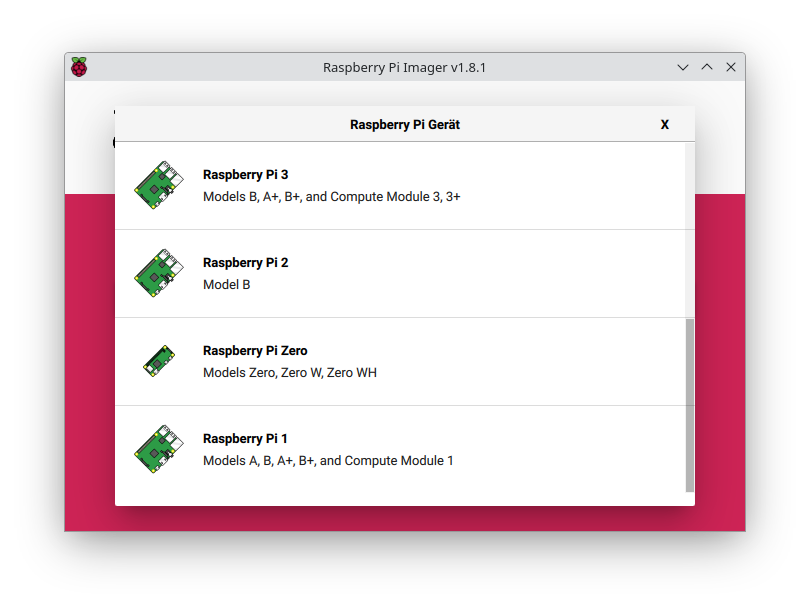 Raspberry Pi Imager v1.8.1
Raspberry Pi Gerät
X
Raspberry Pi 3
Models B, A+, B+, and Compute Module 3, 3+
Raspberry Pi 2
Model B
Raspberry Pi Zero
Models Zero, Zero W, Zero WH
Raspberry Pi 1
Models A, B, A+, B+, and Compute Module 1